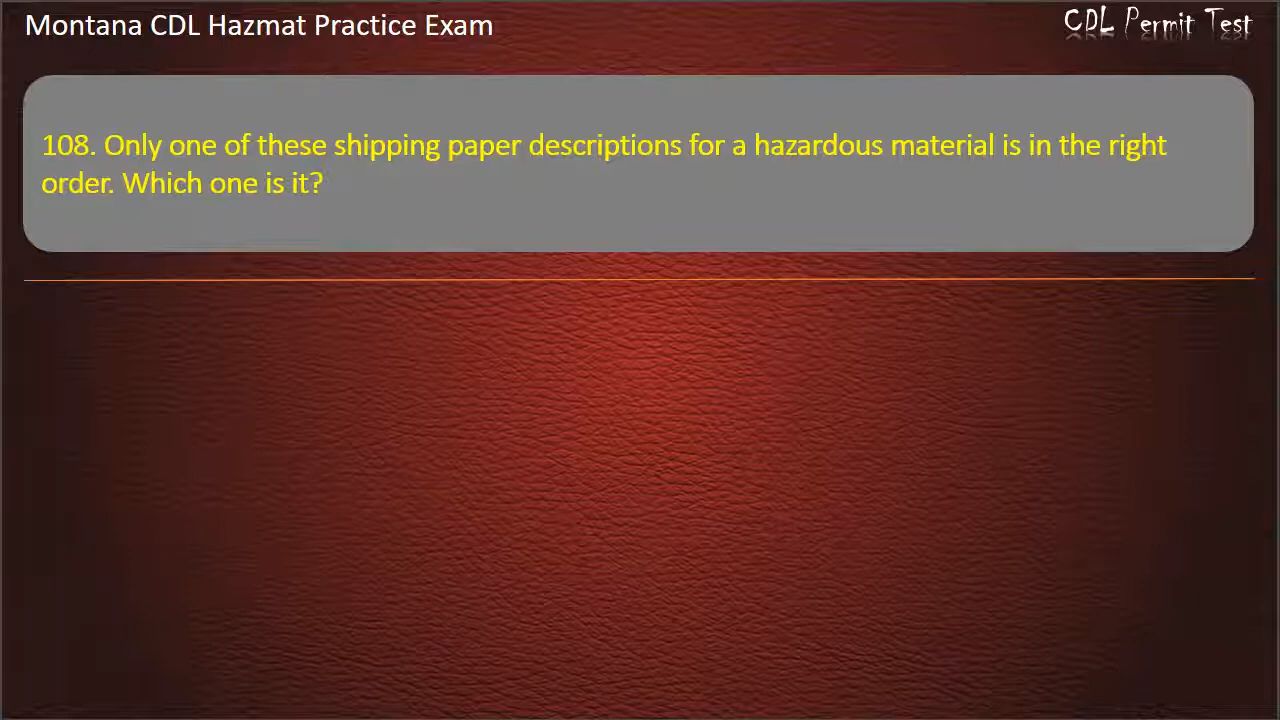 Montana CDL Hazmat Practice Exam
CDL Permit Test
108. Only one of these shipping paper descriptions for a hazardous material is in the right
order. Which one is it?